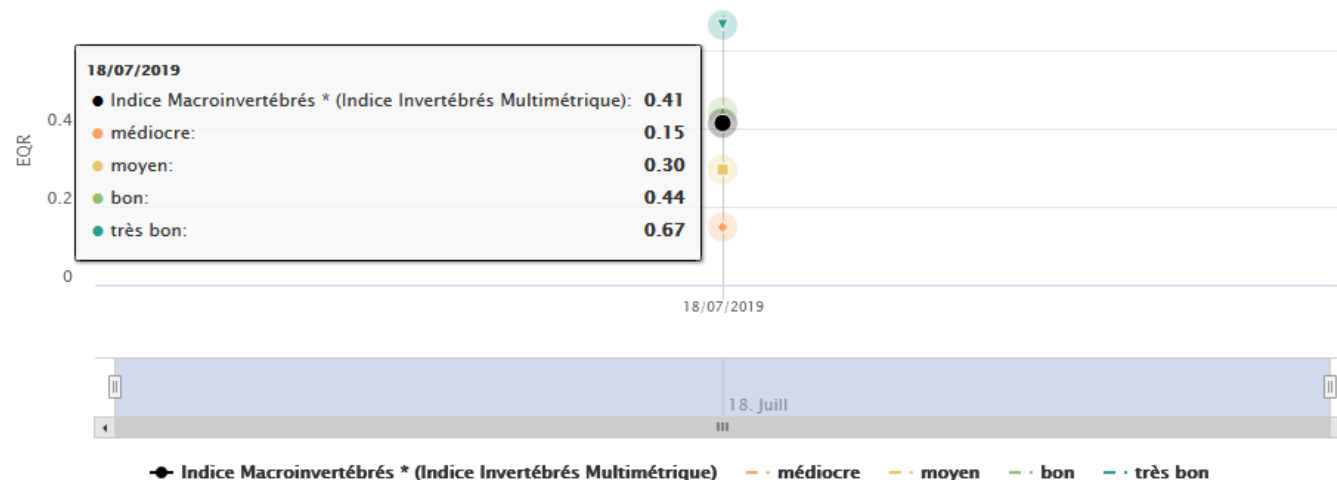 18/07/2019
Indice Macroinvertébrés * (Indice Invertébrés Multimétrique): 0.41
médiocre: 0.15
moyen: 0.30
bon: 0.44
très bon: 0.67
EQR
0.4
0.2
0
18/07/2019
18. Juill
Indice Macroinvertébrés * (Indice Invertébrés Multimétrique) médiocre moyen bon très bon